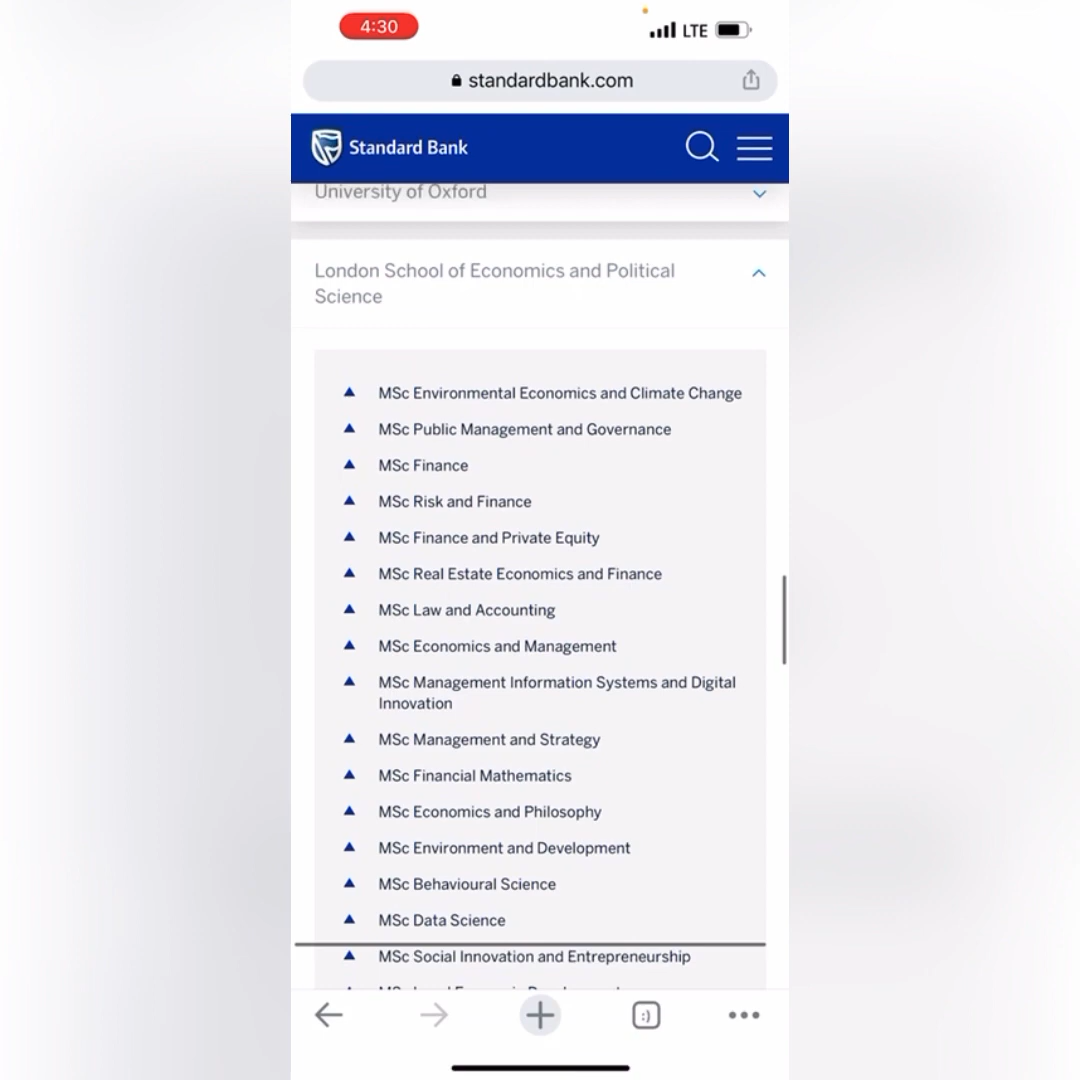 4:30
LTE
standardbank.com
Standard Bank
University of Oxford
London School of Economics and Political
Science
MSc Environmental Economics and Climate Change
MSc Public Management and Governance
MSc Finance
MSc Risk and Finance
MSc Finance and Private Equity
MSc Real Estate Economics and Finance
MSc Law and Accounting
MSc Economics and Management
MSc Management Information Systems and Digital
Innovation
MSc Management and Strategy
MSc Financial Mathematics
MSc Economics and Philosophy
MSc Environment and Development
MSc Behavioural Science
MSc Data Science
MSc Social Innovation and Entrepreneurship
:)